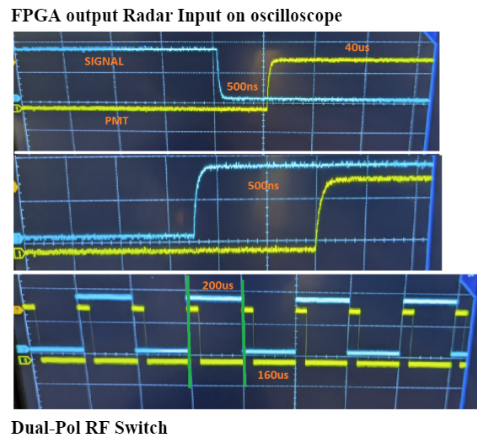 FPGA output Radar Input on oscilloscope
40us
SIGNAL
500ns
PMT
500ns
200us
160us
Dual-Pol RF Switch